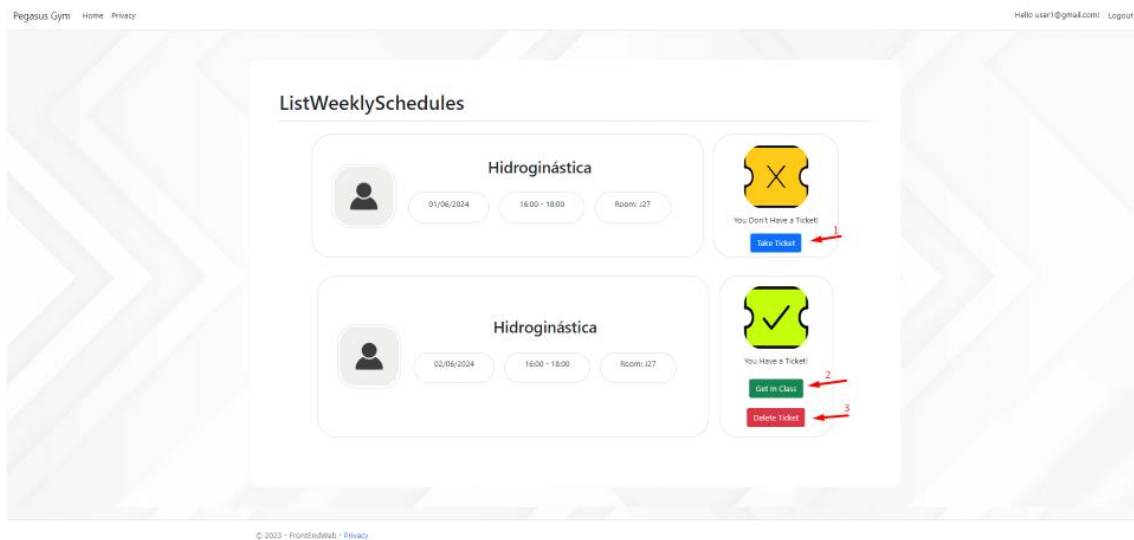 Pegasus Gym Home Privacy Hello user1@gmail.com! Logout
ListWeeklySchedules
Hidroginástica
01/06/2024 16:00 - 18:00 Room: J27
You Don't Have a Ticket!
1
Take Ticket
Hidroginástica
02/06/2024 16:00 - 18:00 Room: J27
You Have a Ticket!
2
Get In Class
3
Delete Ticket
© 2023 - FrontEndWeb - Privacy